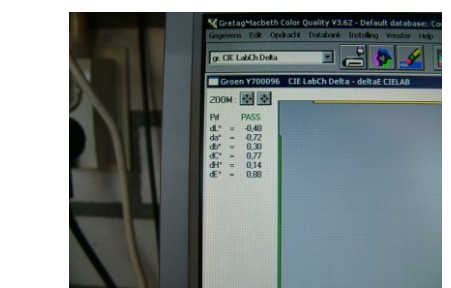 GretagMacbeth Color Quality V3.62 - Default database: Co
Gegevens Edit Opdracht Databank Instelling Venster Help
gr. CIE LabCh Delta
Groen Y700096 CIE LabCh Delta - deltaE CIELAB
ZOOM:
Prf PASS
dL* = -0,40
da* = -0,72
db* = 0,30
dC* = 0,77
dH* = 0,14
dE* = 0,88